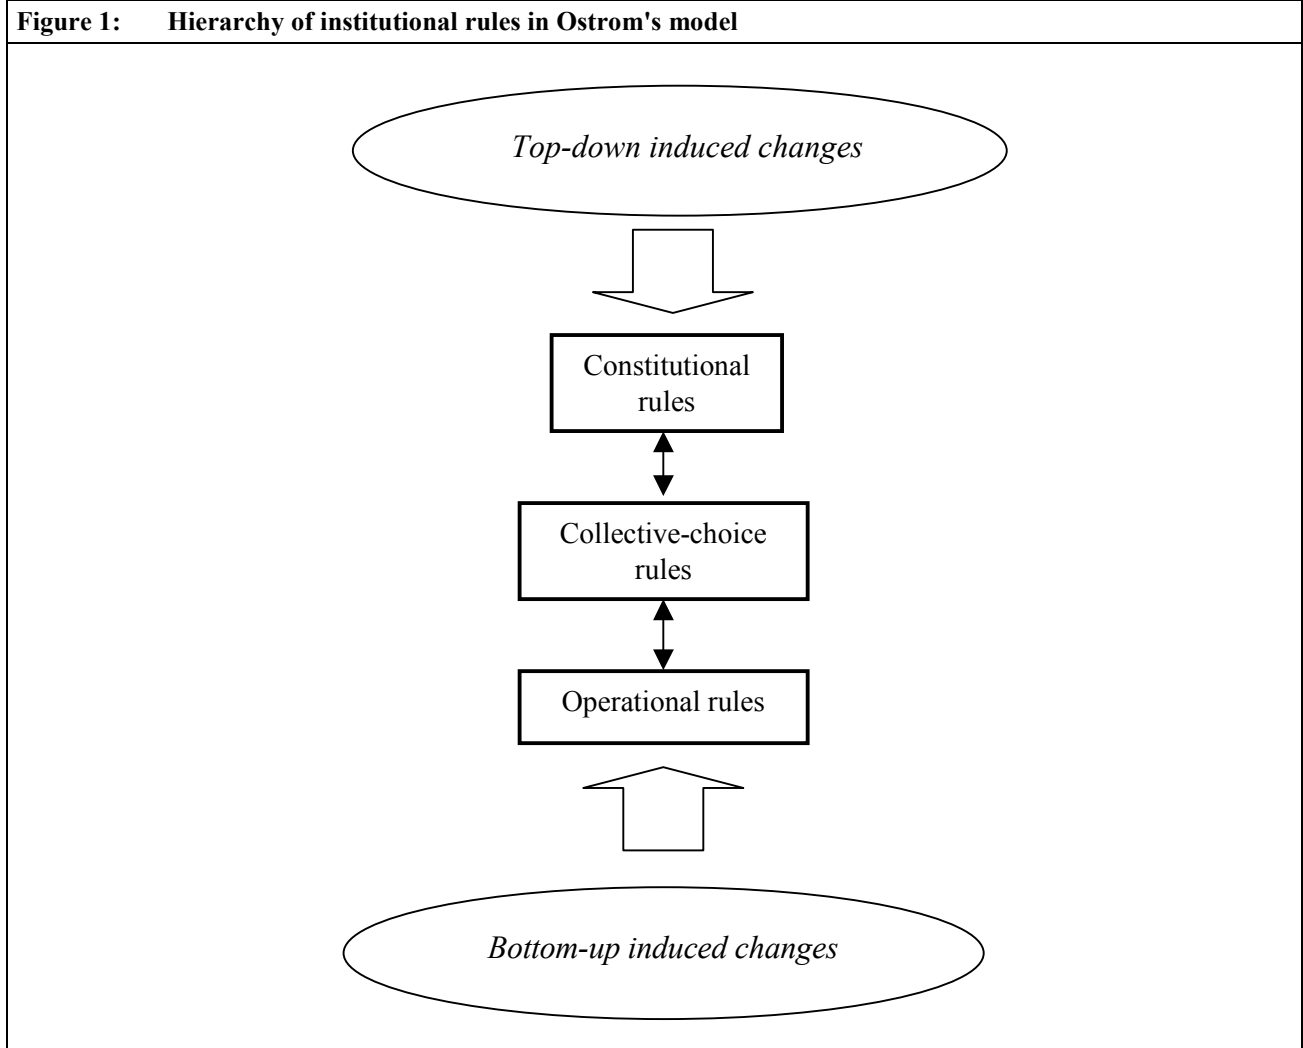 Figure 1: Hierarchy of institutional rules in Ostrom's model
Top-down induced changes
Constitutional
rules
Collective-choice
rules
Operational rules
Bottom-up induced changes